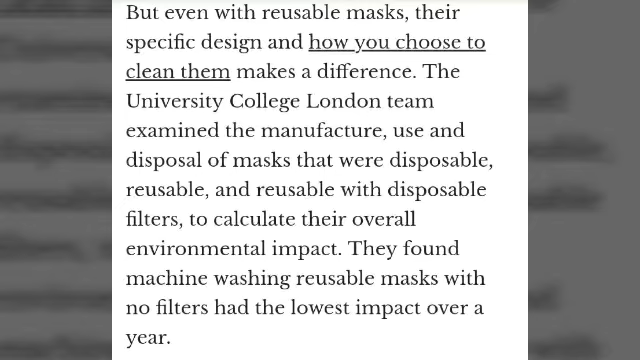 But even with reusable masks, their
specific design and how you choose to
clean them makes a difference. The
University College London team
examined the manufacture, use and
disposal of masks that were disposable,
reusable, and reusable with disposable
filters, to calculate their overall
environmental impact. They found
machine washing reusable masks with
no filters had the lowest impact over a
year.